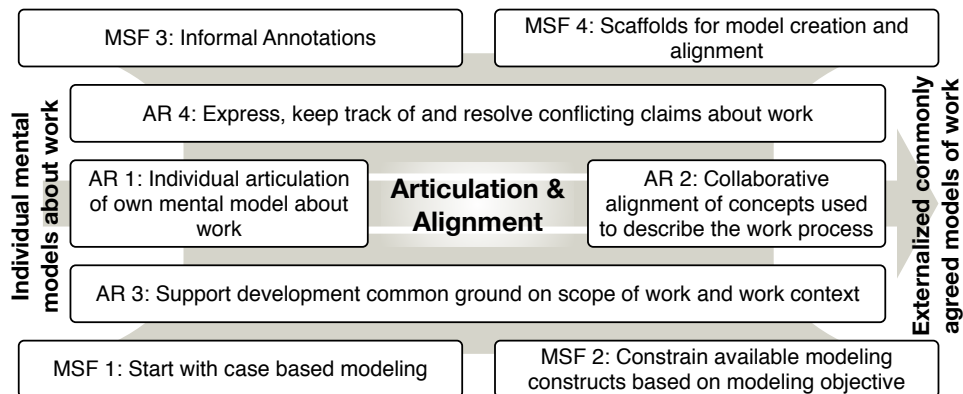 MSF 3: Informal Annotations
MSF 4: Scaffolds for model creation and
alignment
Individual mental
models about work
AR 4: Express, keep track of and resolve conflicting claims about work
AR 1: Individual articulation
of own mental model about
work
Articulation &
Alignment
AR 2: Collaborative
alignment of concepts used
to describe the work process
AR 3: Support development common ground on scope of work and work context
Externalized commonly
agreed models of work
MSF 1: Start with case based modeling
MSF 2: Constrain available modeling
constructs based on modeling objective